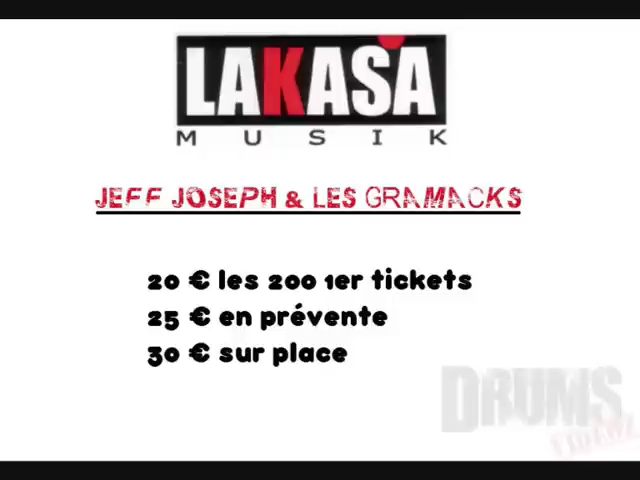 LAKASA
MUSIK
JEFF JOSEPH & LES GRAMACKS
20 € les 200 1er tickets
25 € en prévente
30 € sur place
DRUMS